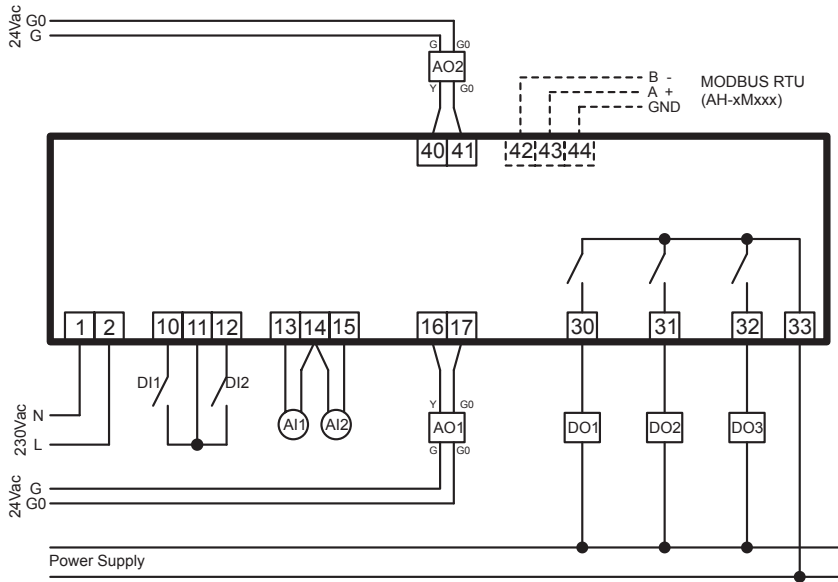 24Vac
G0
G
G G0
AO2
Y G0
B -
A +
GND
MODBUS RTU
(AH-xMxxx)
40 41
42 43 44
1 2
10 11 12
13 14 15
16 17
30
31
32
33
DI1
DI2
230Vac
N
L
AI1
AI2
Y G0
AO1
G G0
DO1
DO2
DO3
24Vac
G
G0
Power Supply